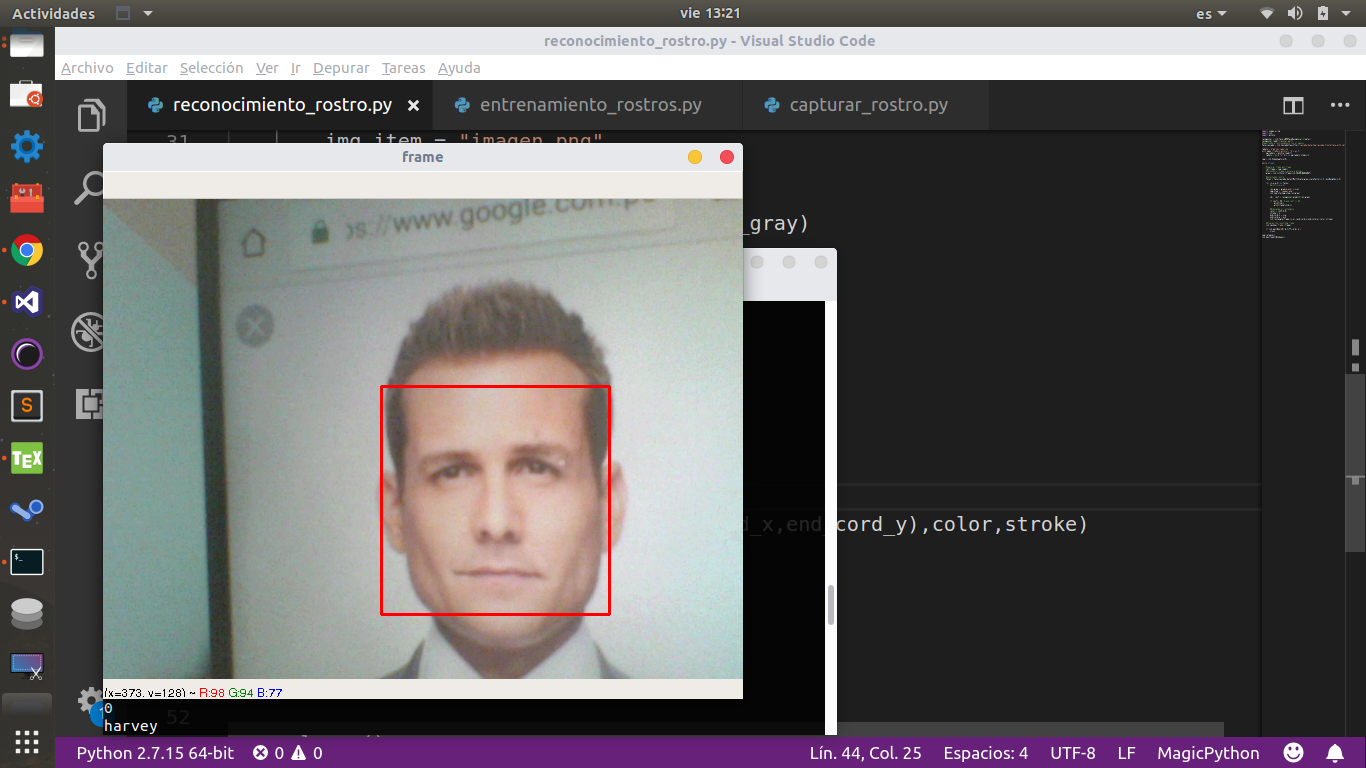 Actividades
vie 13:21
es
reconocimiento_rostro.py - Visual Studio Code
Archivo Editar Selección Ver Ir Depurar Tareas Ayuda
reconocimiento_rostro.py
entrenamiento_rostros.py
capturar_rostro.py
31 img_item = "imagen.png"
frame
s://www.google.com
_gray)
d_x,end_cord_y),color,stroke)
(x=373, y=128) ~ R:98 G:94 B:77
0
52
harvey
S
TEX
Python 2.7.15 64-bit
0 0
Lín. 44, Col. 25
Espacios: 4
UTF-8
LF
MagicPython